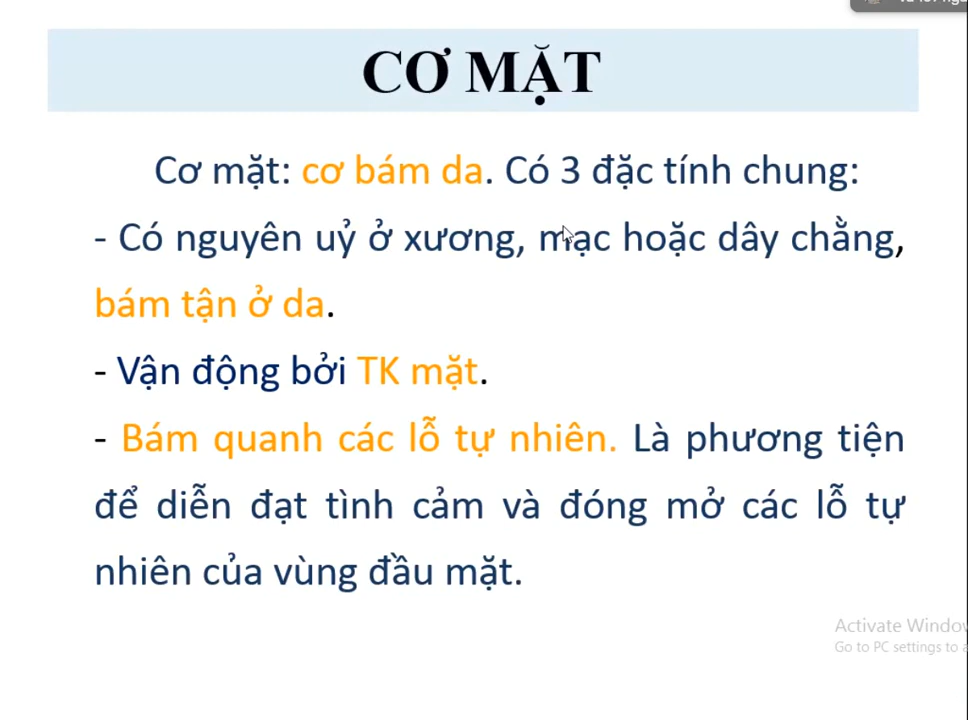 CƠ MẶT
Cơ mặt: cơ bám da. Có 3 đặc tính chung:
- Có nguyên uỷ ở xương, mạc hoặc dây chằng,
bám tận ở da.
- Vận động bởi TK mặt.
- Bám quanh các lỗ tự nhiên. Là phương tiện
để diễn đạt tình cảm và đóng mở các lỗ tự
nhiên của vùng đầu mặt.
Activate Window
Go to PC settings to a